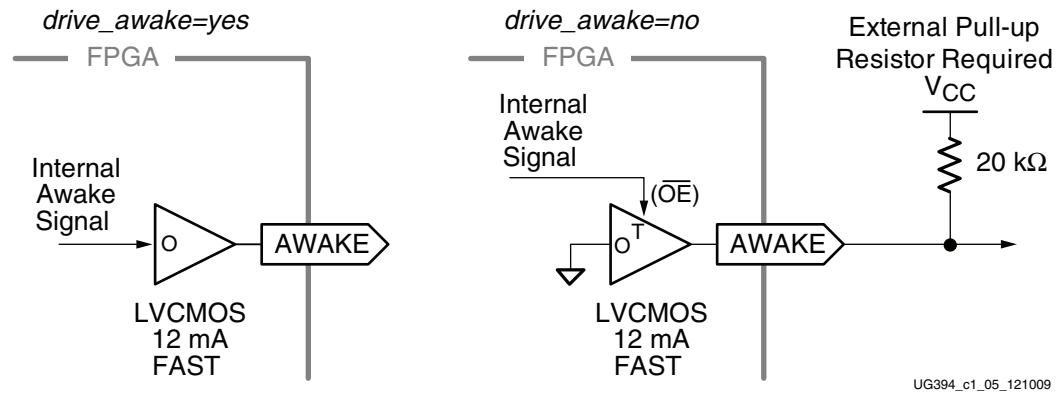 drive_awake=yes
FPGA
Internal
Awake
Signal
O
AWAKE
LVCMOS
12 mA
FAST
drive_awake=no
FPGA
Internal
Awake
Signal
(O̅E̅)
O
T
AWAKE
LVCMOS
12 mA
FAST
External Pull-up
Resistor Required
VCC
20 kΩ
UG394_c1_05_121009